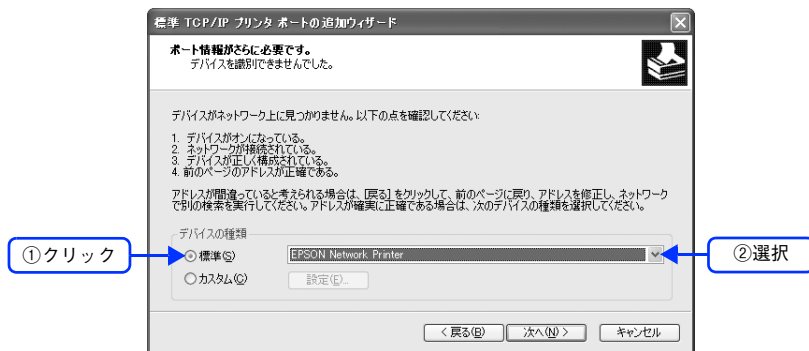 標準 TCP/IP プリンタ ポートの追加ウィザード
ポート情報がさらに必要です。
デバイスを識別できませんでした。
デバイスがネットワーク上に見つかりません。以下の点を確認してください:
1. デバイスがオンになっている。
2. ネットワークが接続されている。
3. デバイスが正しく構成されている。
4. 前のページのアドレスが正確である。
アドレスが間違っていると考えられる場合は、[戻る] をクリックして、前のページに戻り、アドレスを修正し、ネットワーク
で別の検索を実行してください。アドレスが確実に正確である場合は、次のデバイスの種類を選択してください。
デバイスの種類
①クリック
標準(S)
EPSON Network Printer
②選択
カスタム(C)
設定(E)...
< 戻る(B)
次へ(N) >
キャンセル